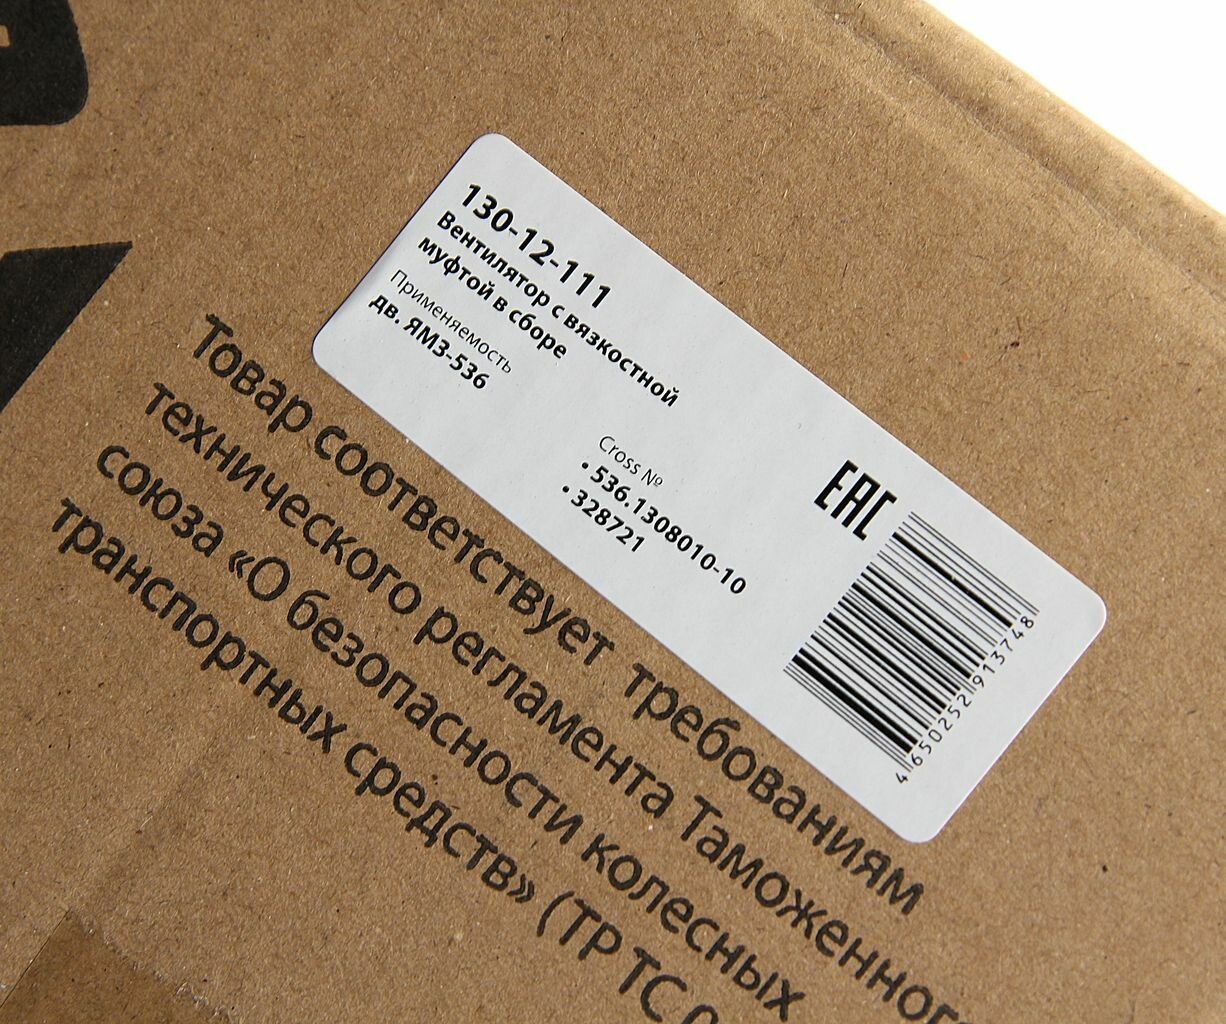 130-12-111
Вентилятор с вязкостной
муфтой в сборе
Применяемость
дв. ЯМЗ-536
Cross №
• 536.1308010-10
• 328721
ЕАС
4650252913748
Товар соответствует требованиям
технического регламента Таможенного
союза «О безопасности колесных
транспортных средств» (ТР ТС